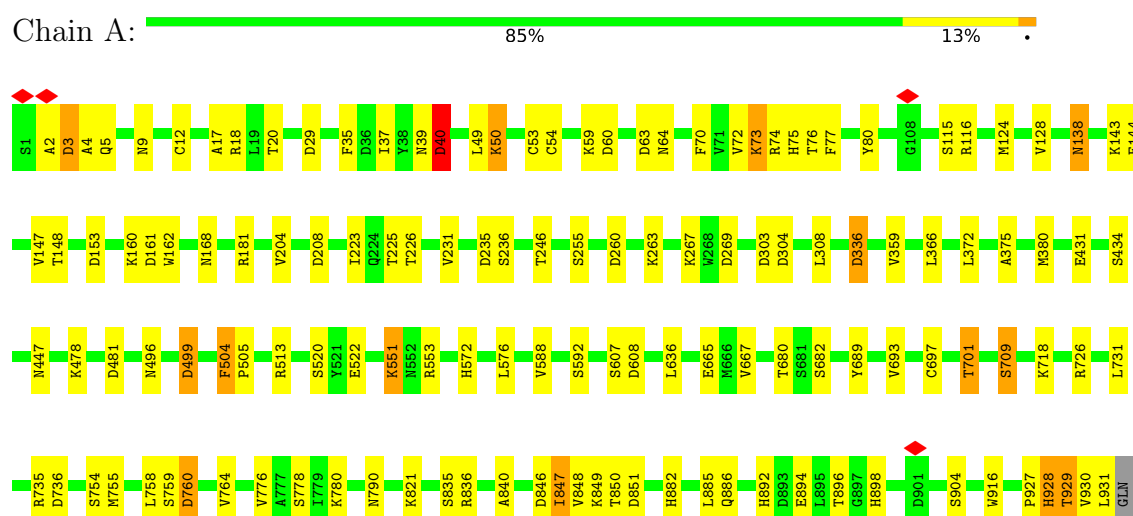 Chain A:
85% 13% •
S1 A2 D3 A4 Q5 N9 C12 A17 R18 L19 T20 D29 F35 D36 I37 Y38 N39 D40 L49 K50 C53 C54 K59 D60 D63 N64 F70 V71 V72 K73 R74 H75 T76 F77 Y80 G108 S115 R116 M124 V128 N138 K143 E144
V147 T148 D153 K160 D161 W162 N168 R181 V204 D208 I223 Q224 T225 T226 V231 D235 S236 T246 S255 D260 K263 K267 W268 D269 D303 D304 L308 D336 V359 L366 L372 A375 M380 E431 S434
N447 K478 D481 N496 D499 F504 P505 R513 S520 Y521 E522 K551 N552 R553 H572 L576 V588 S592 S607 D608 L636 E665 M666 V667 T680 S681 S682 Y689 V693 C697 T701 S709 K718 R726 L731
R735 D736 S754 M755 L758 S759 D760 V764 V776 A777 S778 I779 K780 N790 K821 S835 R836 A840 D846 I847 V848 K849 T850 D851 H882 L885 Q886 H892 D893 E894 L895 T896 G897 H898 D901 S904 W916 P927 H928 T929 V930 L931 GLN